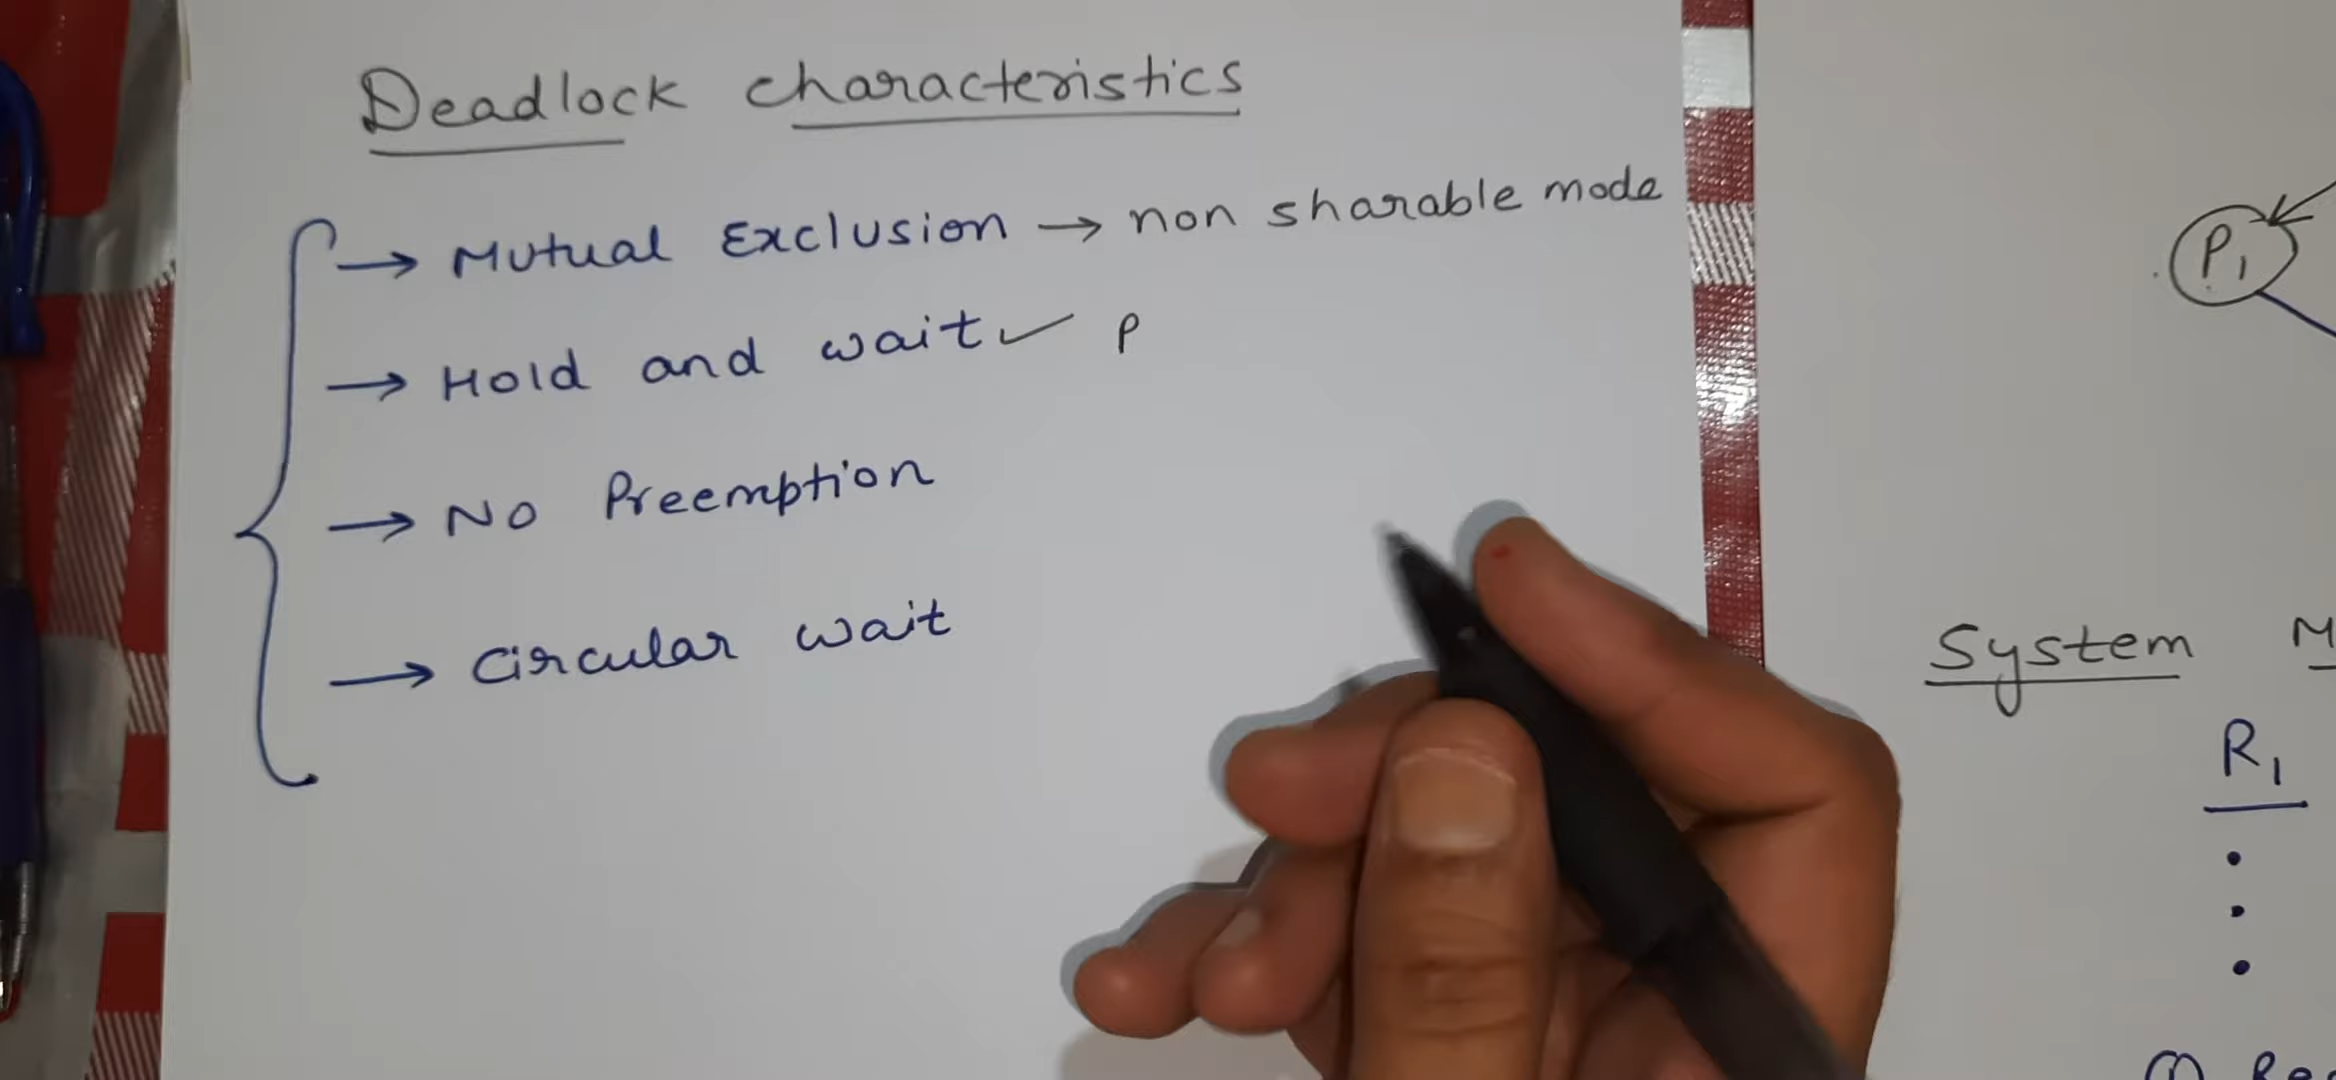 Deadlock characteristics
→ Mutual Exclusion → non sharable mode
→ Hold and wait ✓ P
→ No Preemption
→ Circular wait
P1
System
R1